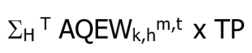 Σ_H ^T AQEW_k,h^m,t x TP